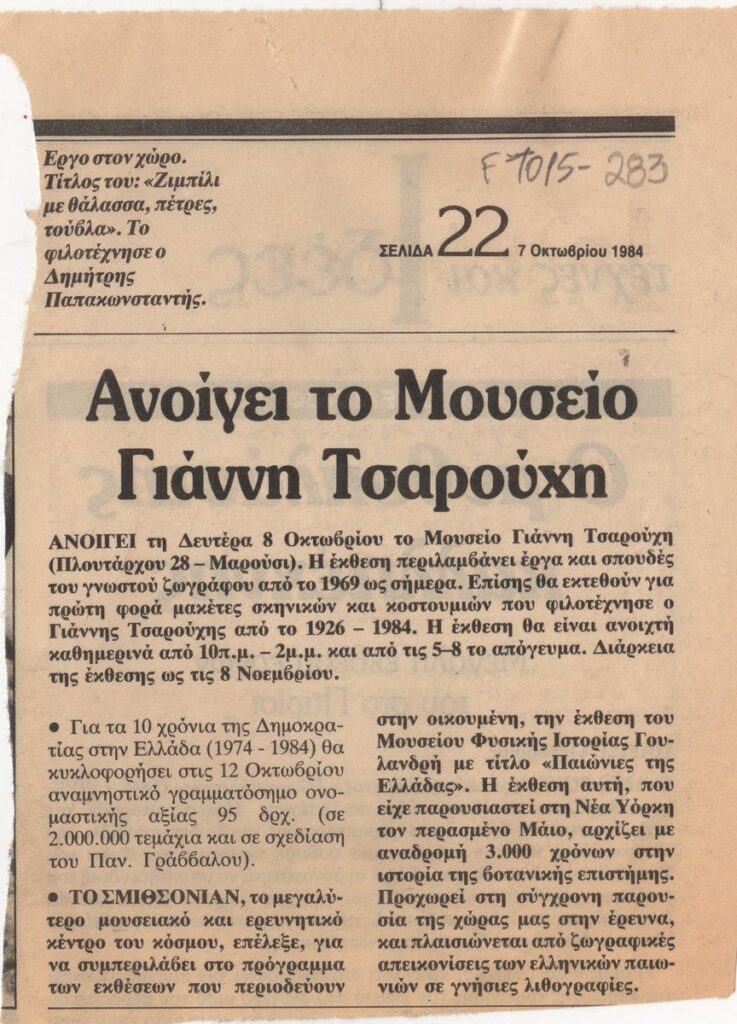 Εργο στον χώρο.
Τίτλος του: «Ζιμπίλι
με θάλασσα, πέτρες,
τούβλα». Το
φιλοτέχνησε ο
Δημήτρης
Παπακωνσταντής.
FT015-283
ΣΕΛΙΔΑ 22 7 Οκτωβρίου 1984
Ανοίγει το Μουσείο
Γιάννη Τσαρούχη
ΑΝΟΙΓΕΙ τη Δευτέρα 8 Οκτωβρίου το Μουσείο Γιάννη Τσαρούχη
(Πλουτάρχου 28 – Μαρούσι). Η έκθεση περιλαμβάνει έργα και σπουδές
του γνωστού ζωγράφου από το 1969 ως σήμερα. Επίσης θα εκτεθούν για
πρώτη φορά μακέτες σκηνικών και κοστουμιών που φιλοτέχνησε ο
Γιάννης Τσαρούχης από το 1926 – 1984. Η έκθεση θα είναι ανοιχτή
καθημερινά από 10π.μ. – 2μ.μ. και από τις 5–8 το απόγευμα. Διάρκεια
της έκθεσης ως τις 8 Νοεμβρίου.
● Για τα 10 χρόνια της Δημοκρα-
τίας στην Ελλάδα (1974 - 1984) θα
κυκλοφορήσει στις 12 Οκτωβρίου
αναμνηστικό γραμματόσημο ονο-
μαστικής αξίας 95 δρχ. (σε
2.000.000 τεμάχια και σε σχεδίαση
του Παν. Γράββαλου).
● ΤΟ ΣΜΙΘΣΟΝΙΑΝ, το μεγαλύ-
τερο μουσειακό και ερευνητικό
κέντρο του κόσμου, επέλεξε, για
να συμπεριλάβει στο πρόγραμμα
των εκθέσεων που περιοδεύουν
στην οικουμένη, την έκθεση του
Μουσείου Φυσικής Ιστορίας Γου-
λανδρή με τίτλο «Παιώνιες της
Ελλάδας». Η έκθεση αυτή, που
είχε παρουσιαστεί στη Νέα Υόρκη
τον περασμένο Μάιο, αρχίζει με
αναδρομή 3.000 χρόνων στην
ιστορία της βοτανικής επιστήμης.
Προχωρεί στη σύγχρονη παρου-
σία της χώρας μας στην έρευνα,
και πλαισιώνεται από ζωγραφικές
απεικονίσεις των ελληνικών παιω-
νιών σε γνήσιες λιθογραφίες.